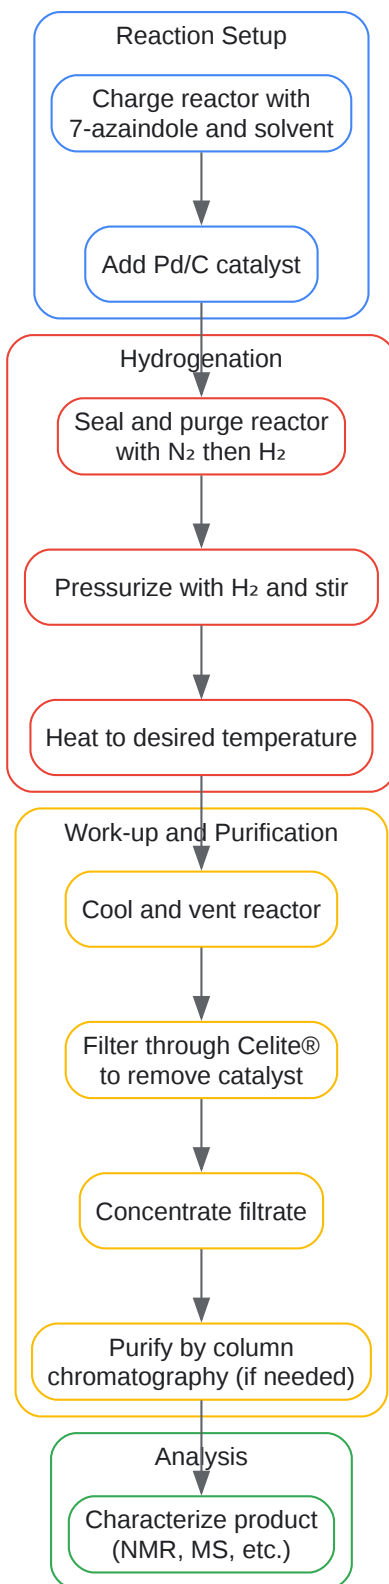 Reaction Setup
Charge reactor with
7-azaindole and solvent
Add Pd/C catalyst
Hydrogenation
Seal and purge reactor
with N₂ then H₂
Pressurize with H₂ and stir
Heat to desired temperature
Work-up and Purification
Cool and vent reactor
Filter through Celite®
to remove catalyst
Concentrate filtrate
Purify by column
chromatography (if needed)
Analysis
Characterize product
(NMR, MS, etc.)